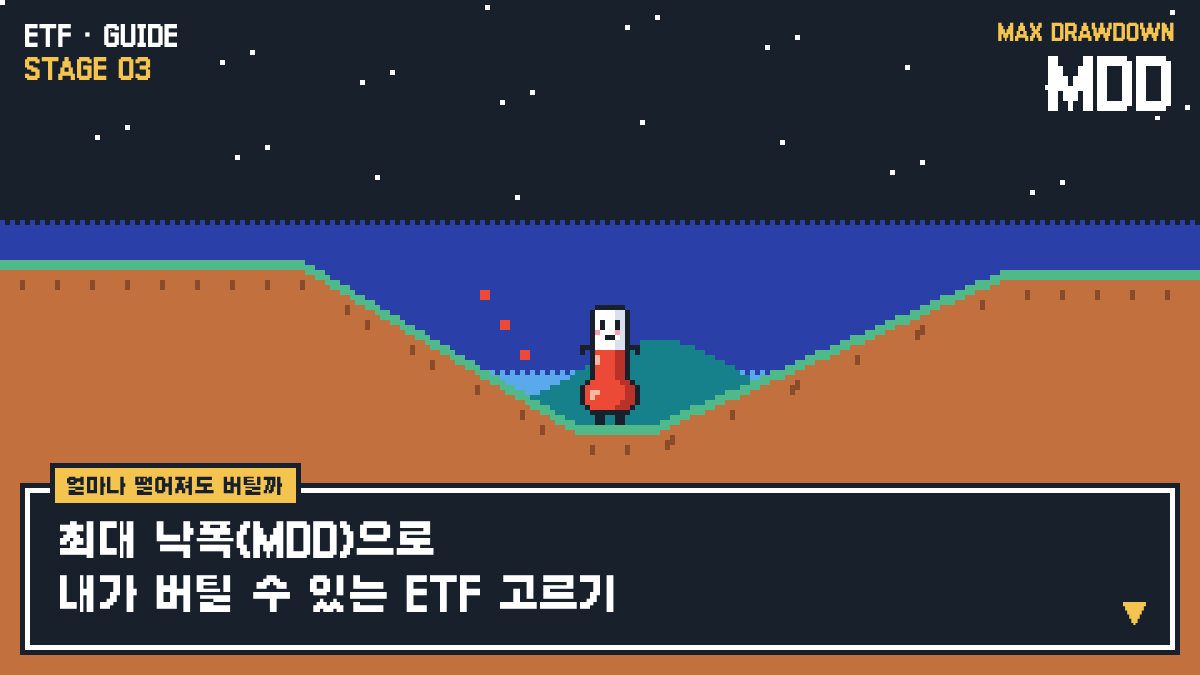 ETF · GUIDE
STAGE 03
MAX DRAWDOWN
MDD
얼마나 떨어져도 버틸까
최대 낙폭(MDD)으로
내가 버틸 수 있는 ETF 고르기